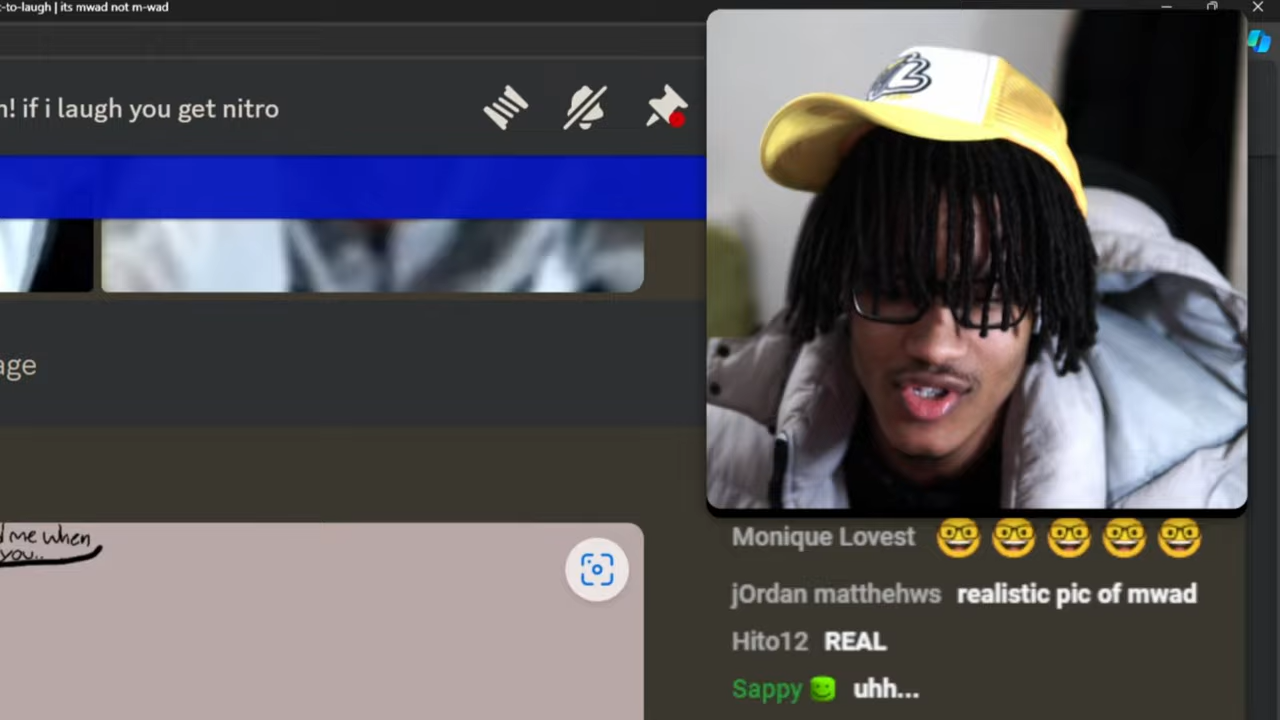 -to-laugh | its mwad not m-wad
! if i laugh you get nitro
age
me when
you..
Monique Lovest
jOrdan matthehws realistic pic of mwad
Hito12 REAL
Sappy uhh...